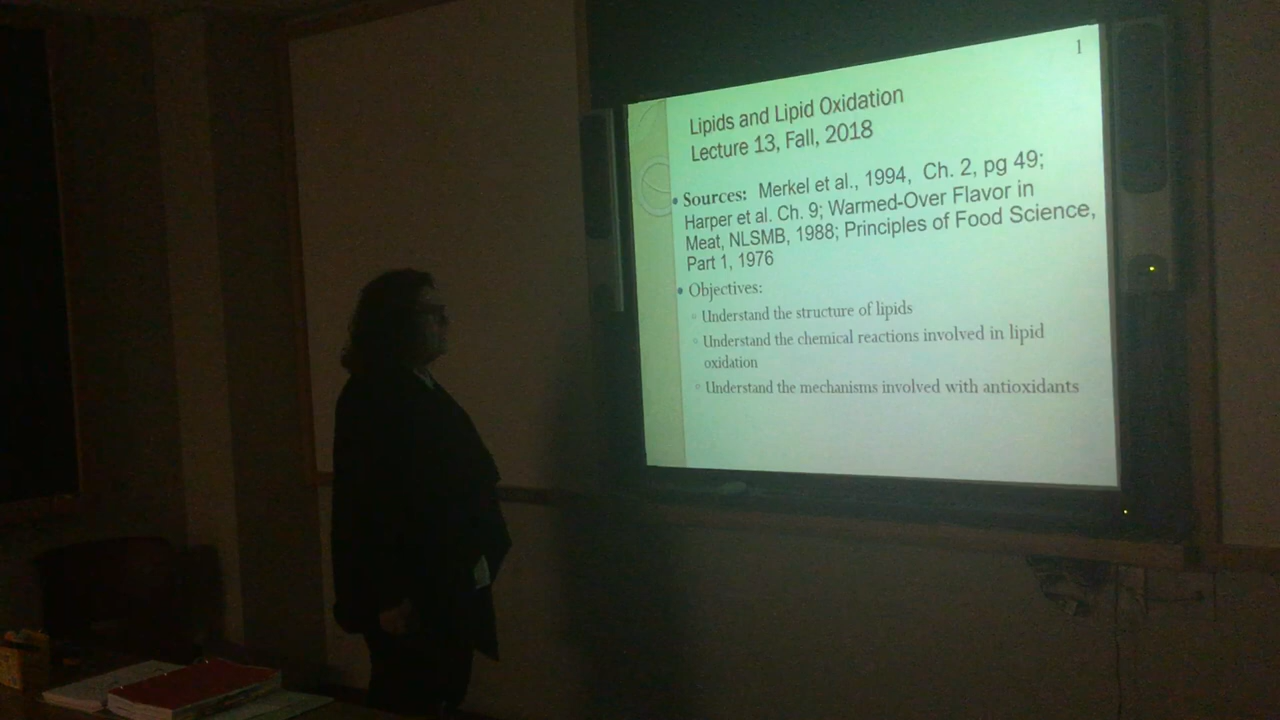 1
Lipids and Lipid Oxidation
Lecture 13, Fall, 2018
• Sources: Merkel et al., 1994, Ch. 2, pg 49;
Harper et al. Ch. 9; Warmed-Over Flavor in
Meat, NLSMB, 1988; Principles of Food Science,
Part 1, 1976
• Objectives:
◦ Understand the structure of lipids
◦ Understand the chemical reactions involved in lipid
oxidation
◦ Understand the mechanisms involved with antioxidants